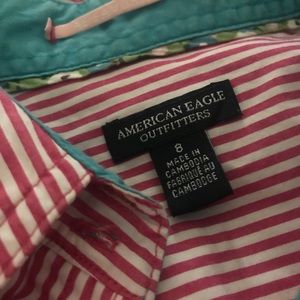 AMERICAN EAGLE
OUTFITTERS
8
MADE IN
CAMBODIA
FABRIQUÉ AU
CAMBODGE